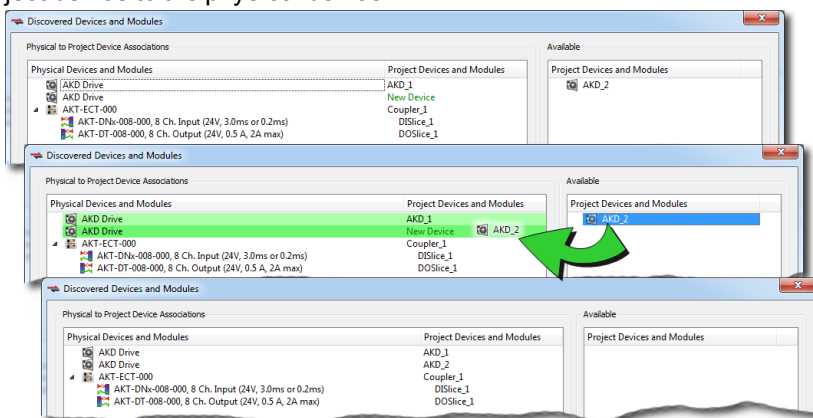 Discovered Devices and Modules
Physical to Project Device Associations
Available
Physical Devices and Modules Project Devices and Modules
Project Devices and Modules
AKD Drive AKD_1
AKD_2
AKD Drive New Device
AKT-ECT-000 Coupler_1
AKT-DNx-008-000, 8 Ch. Input (24V, 3.0ms or 0.2ms) DISlice_1
AKT-DT-008-000, 8 Ch. Output (24V, 0.5 A, 2A max) DOSlice_1
Discovered Devices and Modules
Physical to Project Device Associations
Available
Physical Devices and Modules Project Devices and Modules
Project Devices and Modules
AKD Drive AKD_1
AKD_2
AKD Drive New Device AKD_2
AKT-ECT-000 Coupler_1
AKT-DNx-008-000, 8 Ch. Input (24V, 3.0ms or 0.2ms) DISlice_1
AKT-DT-008-000, 8 Ch. Output (24V, 0.5 A, 2A max) DOSlice_1
Discovered Devices and Modules
Physical to Project Device Associations
Available
Physical Devices and Modules Project Devices and Modules
Project Devices and Modules
AKD Drive AKD_1
AKD Drive AKD_2
AKT-ECT-000 Coupler_1
AKT-DNx-008-000, 8 Ch. Input (24V, 3.0ms or 0.2ms) DISlice_1
AKT-DT-008-000, 8 Ch. Output (24V, 0.5 A, 2A max) DOSlice_1